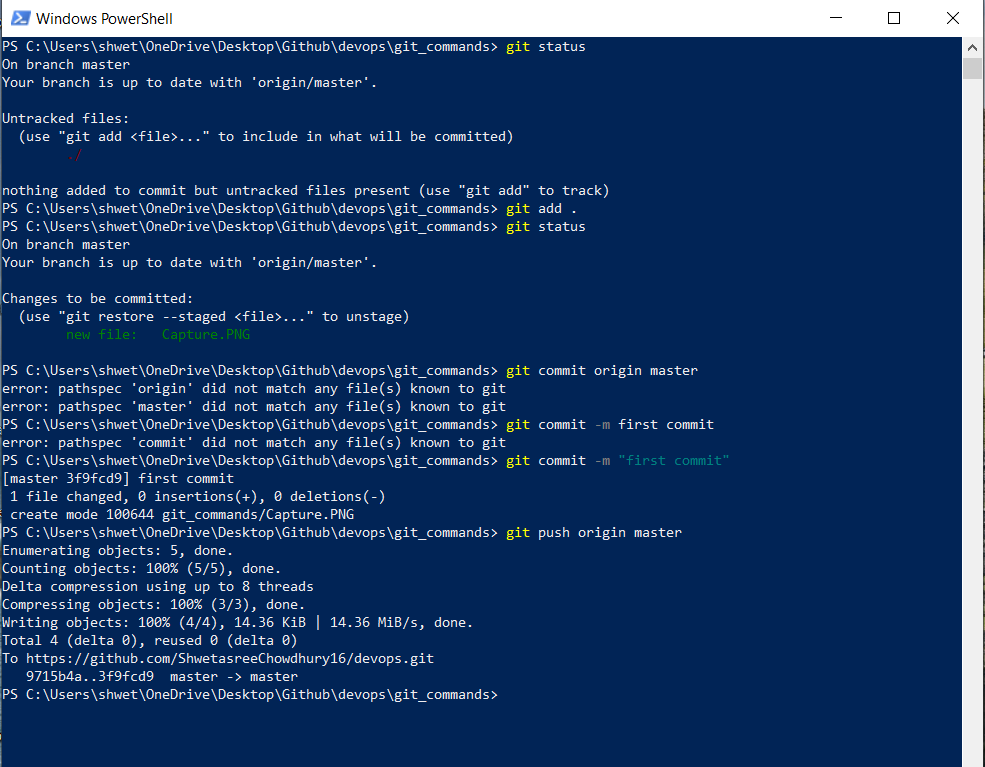 Windows PowerShell
PS C:\Users\shwet\OneDrive\Desktop\Github\devops\git_commands> git status
On branch master
Your branch is up to date with 'origin/master'.
Untracked files:
  (use "git add <file>..." to include in what will be committed)
        ./
nothing added to commit but untracked files present (use "git add" to track)
PS C:\Users\shwet\OneDrive\Desktop\Github\devops\git_commands> git add .
PS C:\Users\shwet\OneDrive\Desktop\Github\devops\git_commands> git status
On branch master
Your branch is up to date with 'origin/master'.
Changes to be committed:
  (use "git restore --staged <file>..." to unstage)
        new file:   Capture.PNG
PS C:\Users\shwet\OneDrive\Desktop\Github\devops\git_commands> git commit origin master
error: pathspec 'origin' did not match any file(s) known to git
error: pathspec 'master' did not match any file(s) known to git
PS C:\Users\shwet\OneDrive\Desktop\Github\devops\git_commands> git commit -m first commit
error: pathspec 'commit' did not match any file(s) known to git
PS C:\Users\shwet\OneDrive\Desktop\Github\devops\git_commands> git commit -m "first commit"
[master 3f9fcd9] first commit
 1 file changed, 0 insertions(+), 0 deletions(-)
 create mode 100644 git_commands/Capture.PNG
PS C:\Users\shwet\OneDrive\Desktop\Github\devops\git_commands> git push origin master
Enumerating objects: 5, done.
Counting objects: 100% (5/5), done.
Delta compression using up to 8 threads
Compressing objects: 100% (3/3), done.
Writing objects: 100% (4/4), 14.36 KiB | 14.36 MiB/s, done.
Total 4 (delta 0), reused 0 (delta 0)
To https://github.com/ShwetasreeChowdhury16/devops.git
   9715b4a..3f9fcd9  master -> master
PS C:\Users\shwet\OneDrive\Desktop\Github\devops\git_commands>